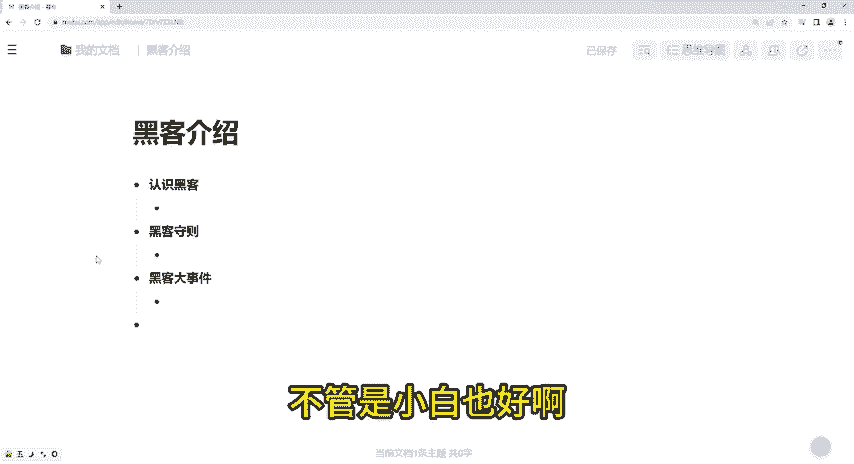 我的文档 | 黑客介绍
已保存
黑客介绍
认识黑客
黑客守则
黑客大事件
不管是小白也好啊
当前文档1条主题 共0字